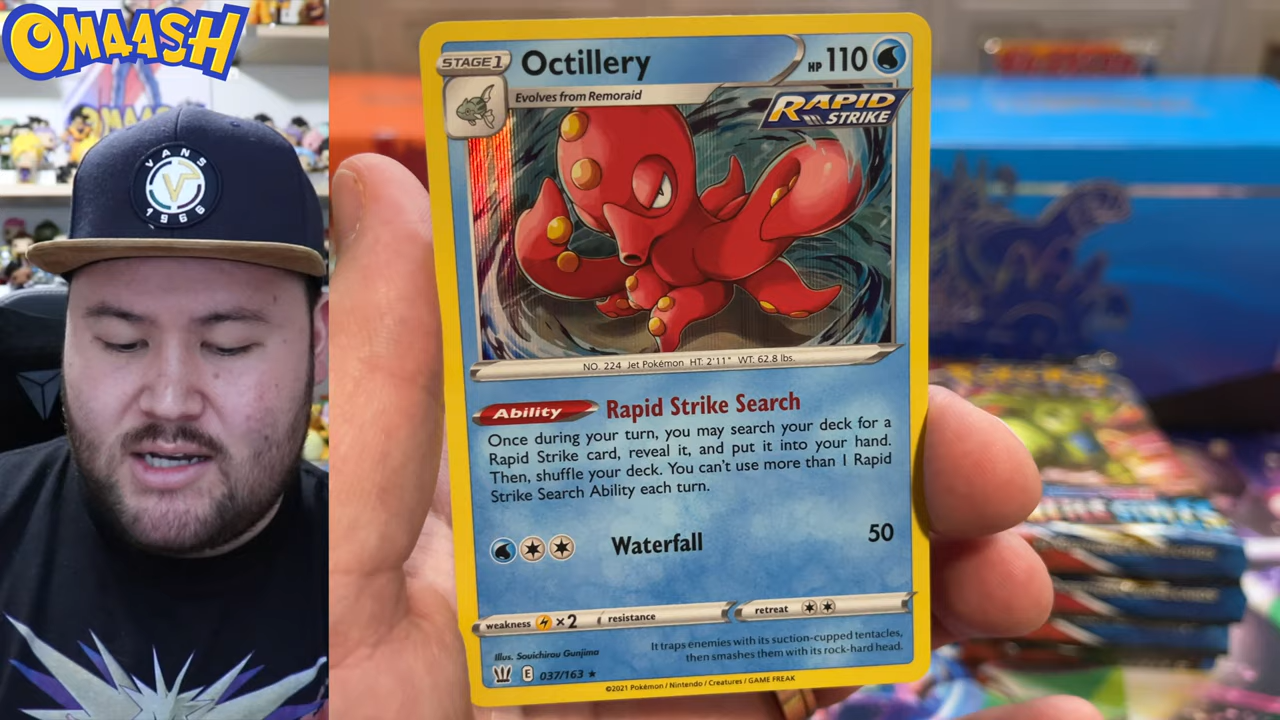 OMAASH
VANS
V
1966
STAGE 1
Octillery
HP 110
Evolves from Remoraid
RAPID
STRIKE
NO. 224 Jet Pokémon HT: 2'11" WT: 62.8 lbs.
Ability Rapid Strike Search
Once during your turn, you may search your deck for a
Rapid Strike card, reveal it, and put it into your hand.
Then, shuffle your deck. You can't use more than 1 Rapid
Strike Search Ability each turn.
Waterfall 50
weakness ×2 resistance retreat
It traps enemies with its suction-cupped tentacles,
then smashes them with its rock-hard head.
Illus. Souichirou Gunjima
E 037/163 ★
©2021 Pokémon / Nintendo / Creatures / GAME FREAK